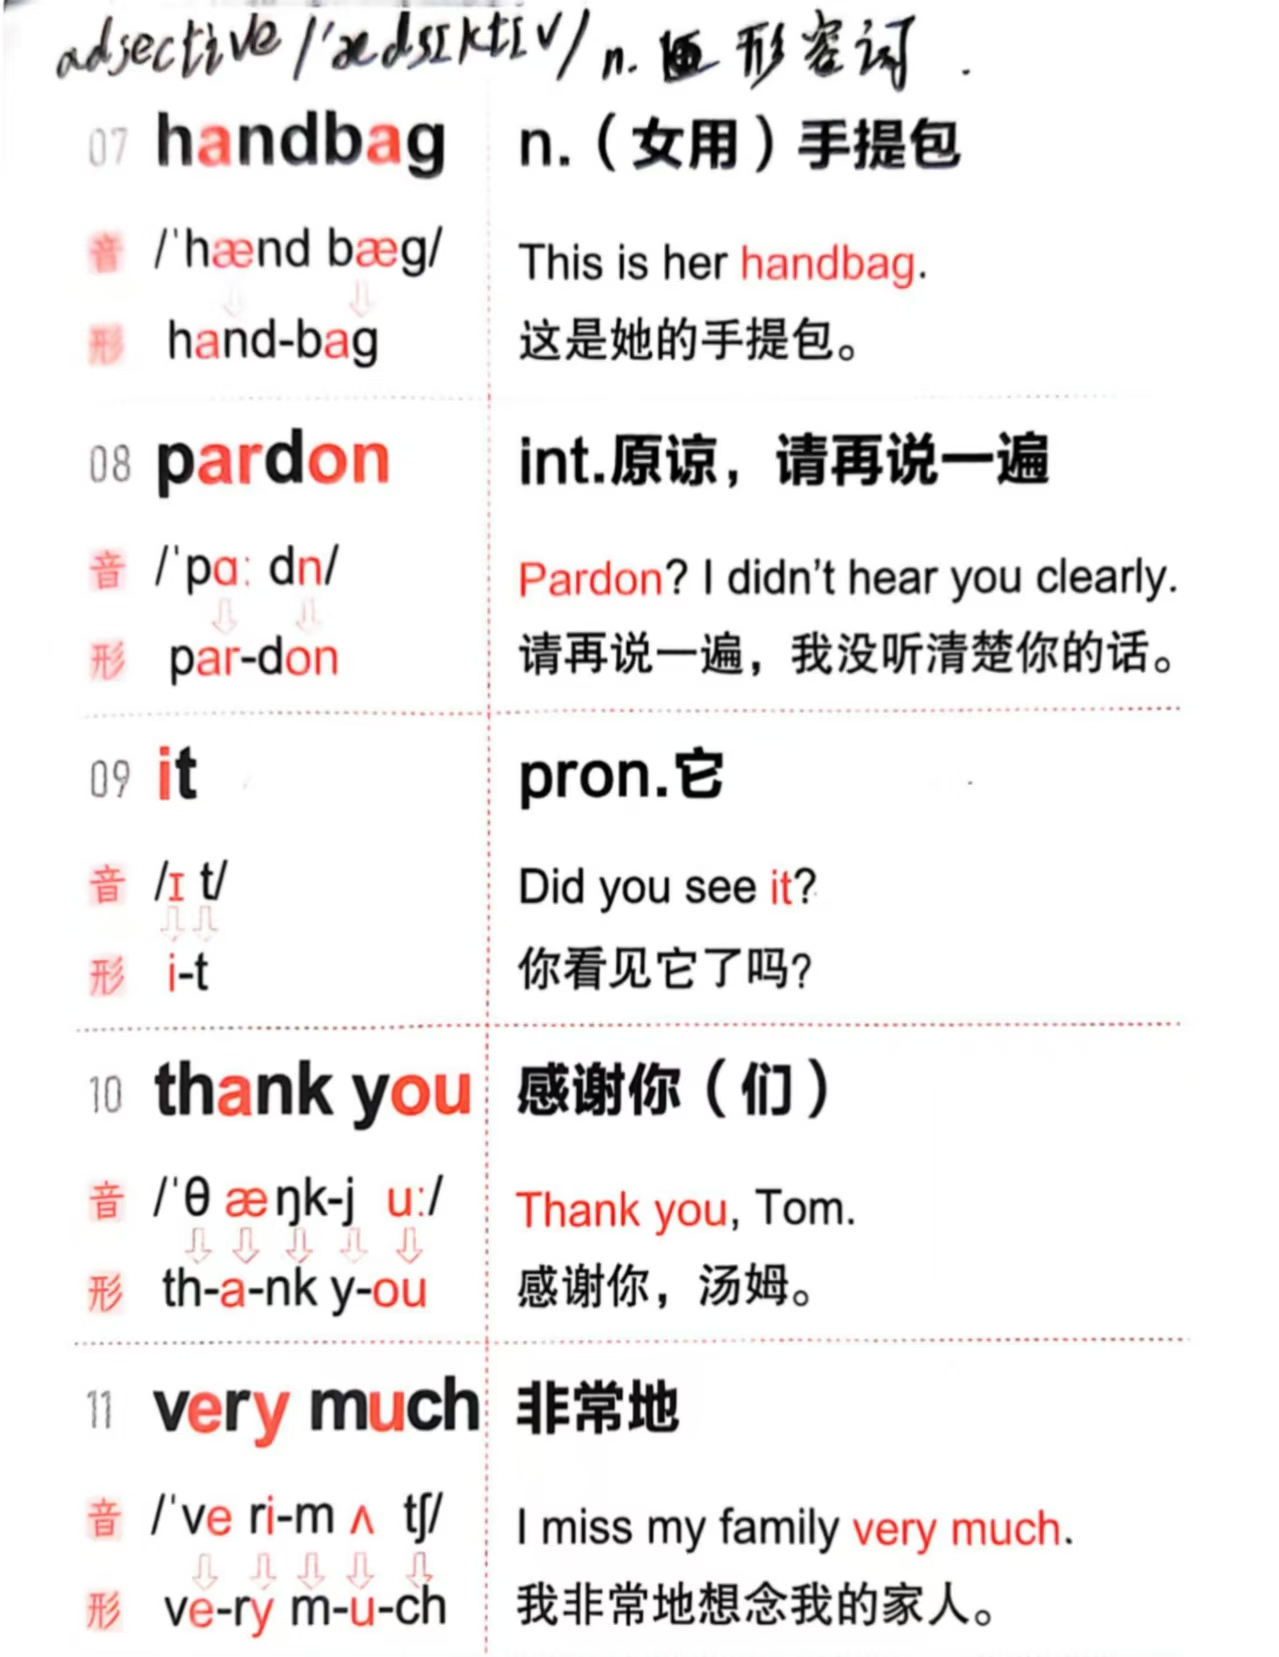 adjective /'ædʒɪktɪv/ n. 形容词.
07 handbag n.（女用）手提包
音 /ˈhænd bæg/ This is her handbag.
形 hand-bag 这是她的手提包。
08 pardon int.原谅，请再说一遍
音 /ˈpɑː dn/ Pardon? I didn't hear you clearly.
形 par-don 请再说一遍，我没听清楚你的话。
09 it pron.它
音 /ɪ t/ Did you see it?
形 i-t 你看见它了吗?
10 thank you 感谢你（们）
音 /ˈθ æ ŋk-j uː/ Thank you, Tom.
形 th-a-nk y-ou 感谢你，汤姆。
11 very much 非常地
音 /ˈve ri-m ʌ tʃ/ I miss my family very much.
形 ve-ry m-u-ch 我非常地想念我的家人。